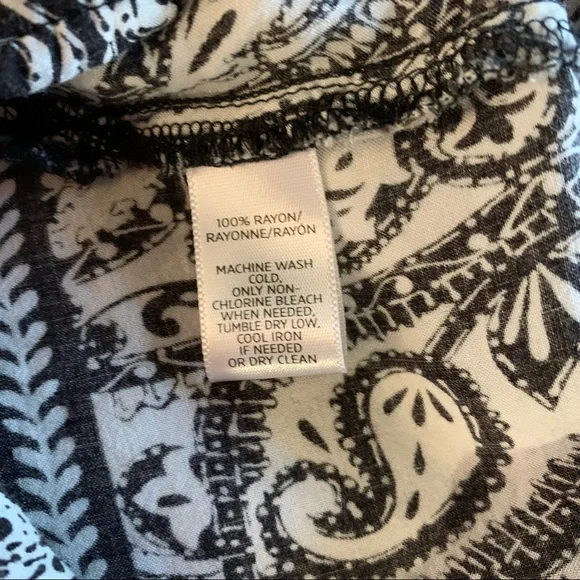 100% RAYON/
RAYONNE/RAYÓN
MACHINE WASH
COLD,
ONLY NON-
CHLORINE BLEACH
WHEN NEEDED,
TUMBLE DRY LOW.
COOL IRON
IF NEEDED
OR DRY CLEAN